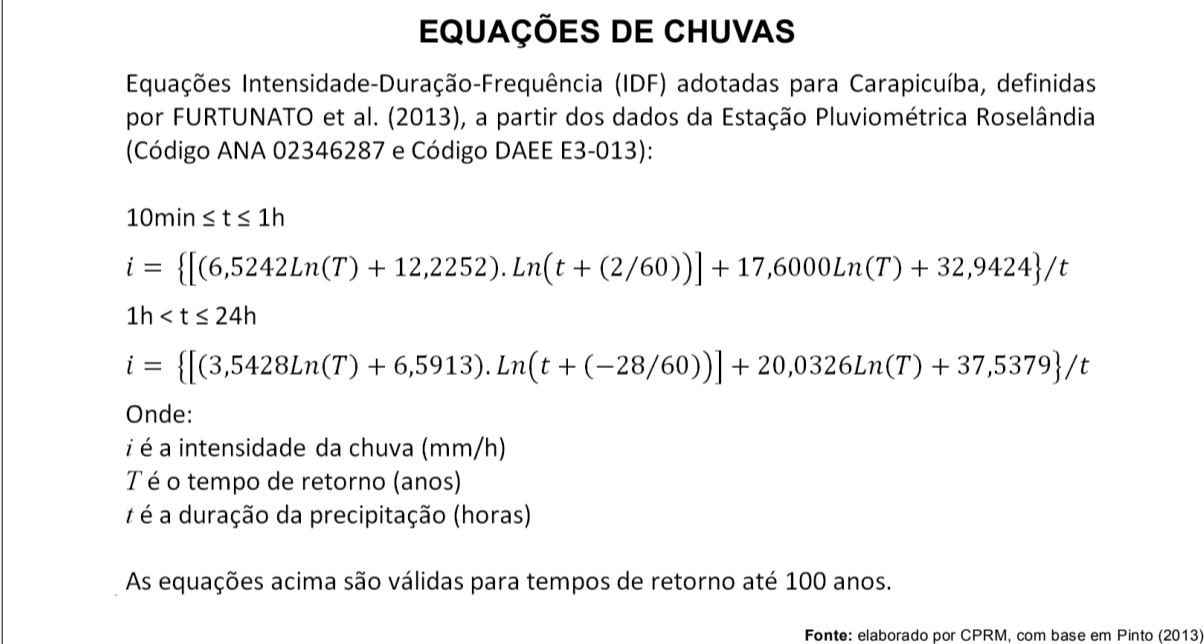 EQUAÇÕES DE CHUVAS
Equações Intensidade-Duração-Frequência (IDF) adotadas para Carapicuíba, definidas
por FURTUNATO et al. (2013), a partir dos dados da Estação Pluviométrica Roselândia
(Código ANA 02346287 e Código DAEE E3-013):
10min ≤ t ≤ 1h
i = {[(6,5242Ln(T) + 12,2252). Ln(t + (2/60))] + 17,6000Ln(T) + 32,9424}/t
1h < t ≤ 24h
i = {[(3,5428Ln(T) + 6,5913). Ln(t + (−28/60))] + 20,0326Ln(T) + 37,5379}/t
Onde:
i é a intensidade da chuva (mm/h)
T é o tempo de retorno (anos)
t é a duração da precipitação (horas)
As equações acima são válidas para tempos de retorno até 100 anos.
Fonte: elaborado por CPRM, com base em Pinto (2013)